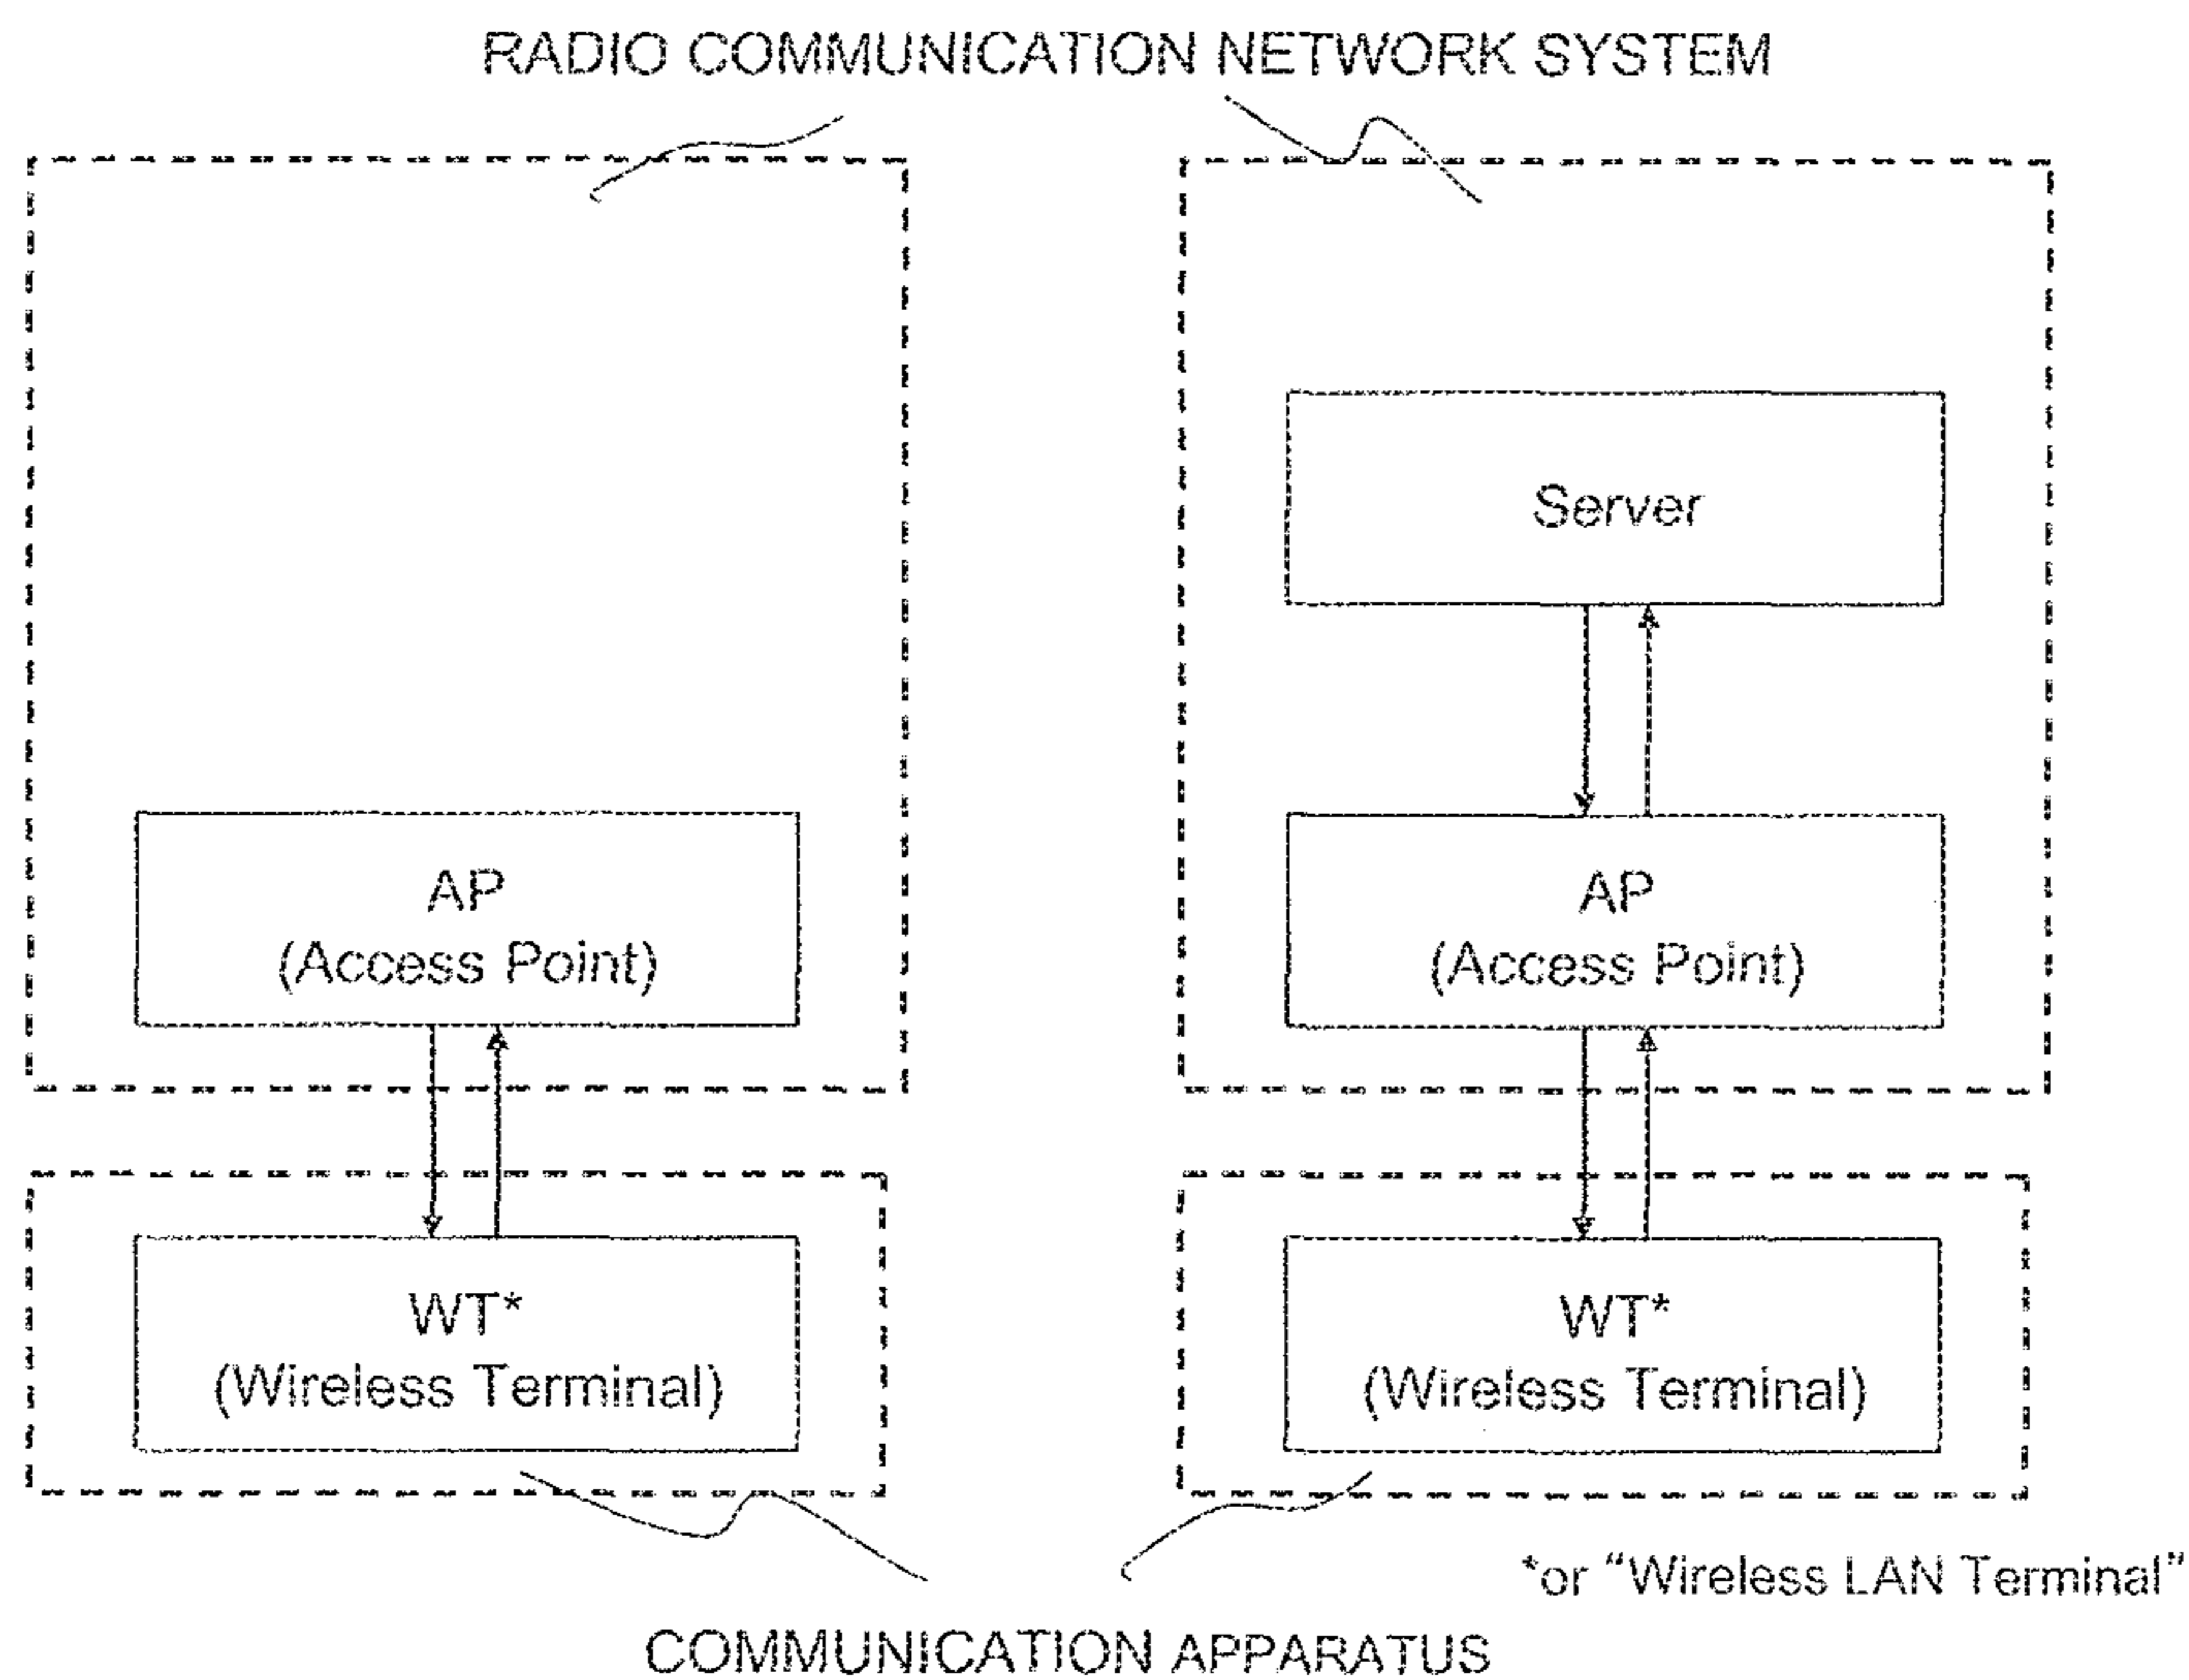 RADIO COMMUNICATION NETWORK SYSTEM
Server
AP
(Access Point)
AP
(Access Point)
WT*
(Wireless Terminal)
WT*
(Wireless Terminal)
*or “Wireless LAN Terminal”
COMMUNICATION APPARATUS